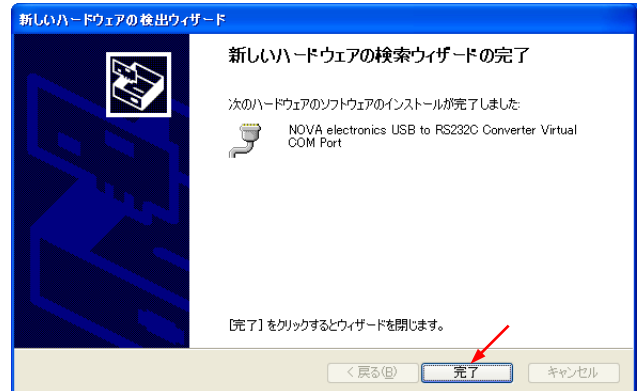 新しいハードウェアの検出ウィザード
新しいハードウェアの検索ウィザードの完了
次のハードウェアのソフトウェアのインストールが完了しました:
NOVA electronics USB to RS232C Converter Virtual
COM Port
[完了] をクリックするとウィザードを閉じます。
< 戻る(B)
完了
キャンセル